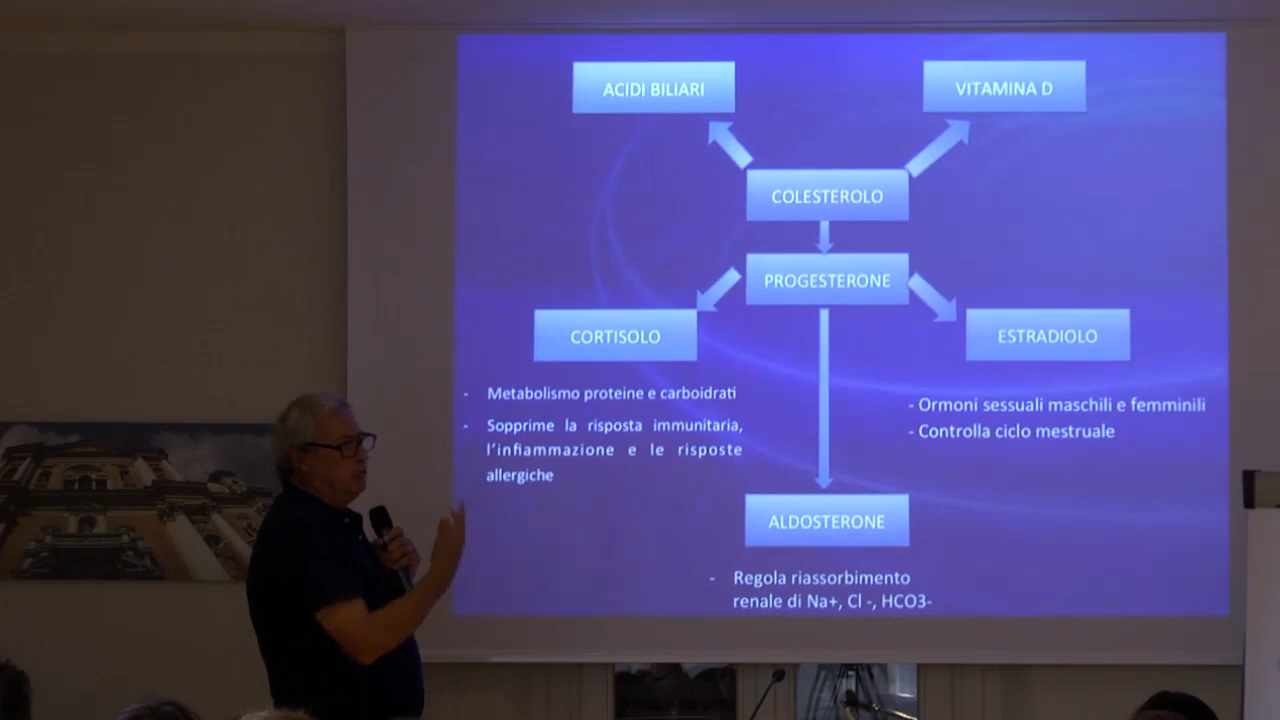 ACIDI BILIARI
VITAMINA D
COLESTEROLO
PROGESTERONE
CORTISOLO
ESTRADIOLO
- Metabolismo proteine e carboidrati
- Sopprime la risposta immunitaria,
l'infiammazione e le risposte
allergiche
- Ormoni sessuali maschili e femminili
- Controlla ciclo mestruale
ALDOSTERONE
- Regola riassorbimento
renale di Na+, Cl -, HCO3-